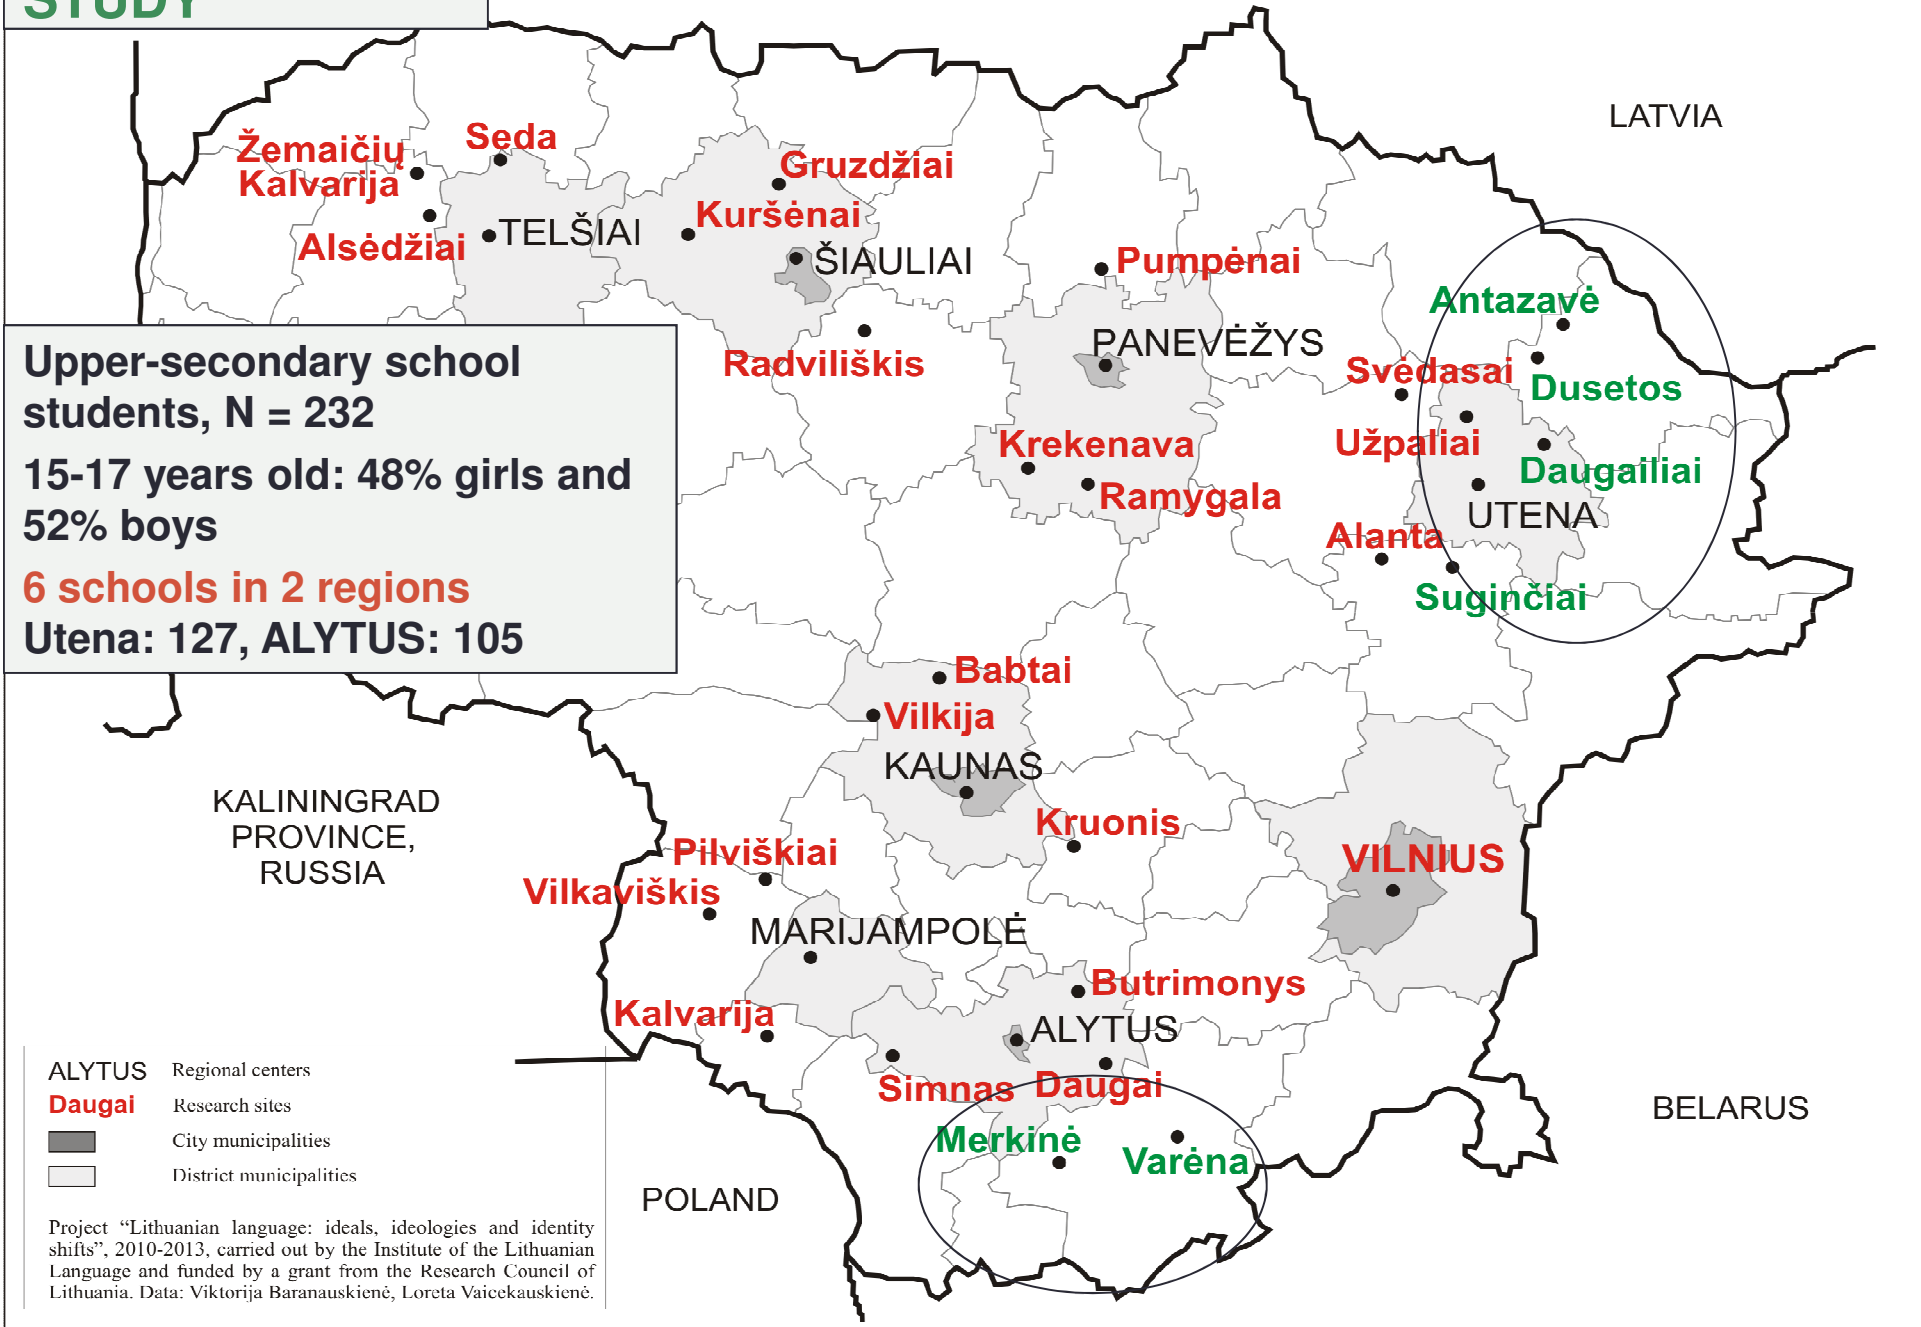 STUDY
LATVIA
Žemaičių
Kalvarija
Seda
Gruzdžiai
Kuršėnai
Alsėdžiai
TELŠIAI
ŠIAULIAI
Pumpėnai
Antazavė
Radviliškis
PANEVĖŽYS
Svėdasai
Dusetos
Upper-secondary school
students, N = 232
15-17 years old: 48% girls and
52% boys
6 schools in 2 regions
Utena: 127, ALYTUS: 105
Krekenava
Užpaliai
Daugailiai
Ramygala
UTENA
Alanta
Suginčiai
Babtai
Vilkija
KAUNAS
KALININGRAD
PROVINCE,
RUSSIA
Kruonis
Pilviškiai
VILNIUS
Vilkaviškis
MARIJAMPOLĖ
Butrimonys
Kalvarija
ALYTUS
Simnas
Daugai
BELARUS
Merkinė
Varėna
POLAND
ALYTUS Regional centers
Daugai Research sites
City municipalities
District municipalities
Project “Lithuanian language: ideals, ideologies and identity
shifts”, 2010-2013, carried out by the Institute of the Lithuanian
Language and funded by a grant from the Research Council of
Lithuania. Data: Viktorija Baranauskienė, Loreta Vaicekauskienė.